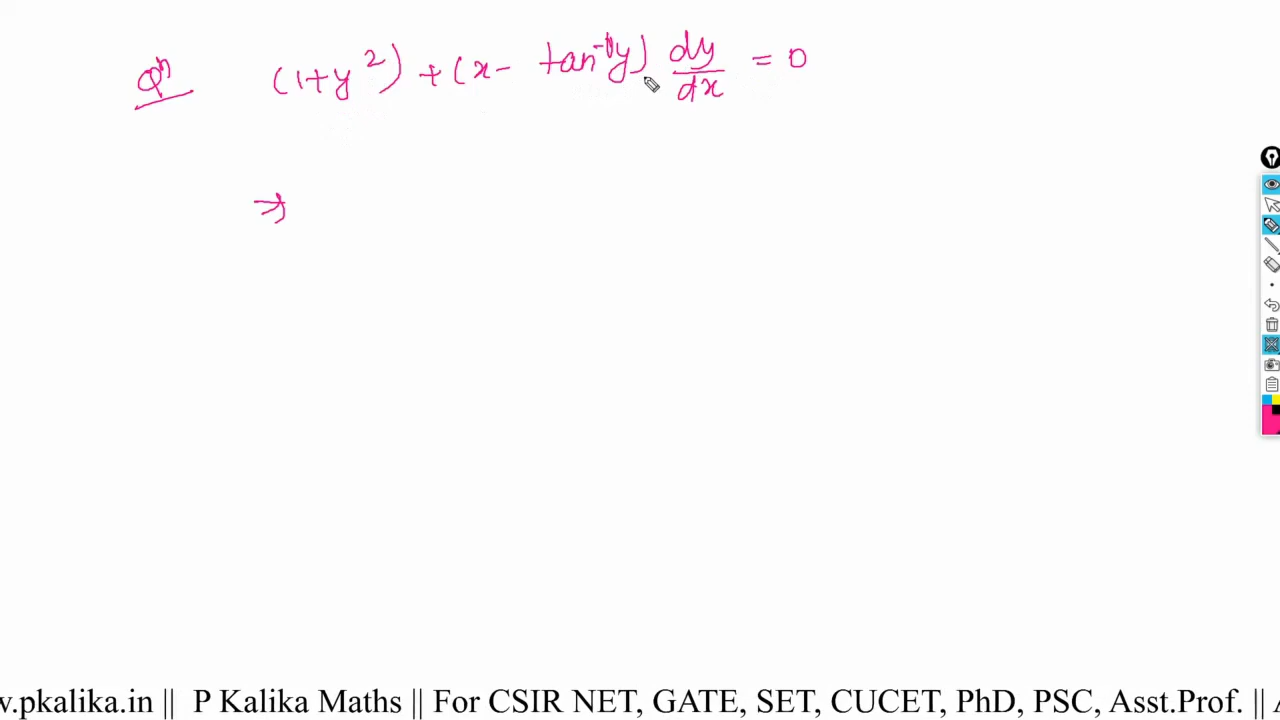 Qⁿ (1+y²) + (x - tan⁻¹y) dy/dx = 0
⇒
w.pkalika.in || P Kalika Maths || For CSIR NET, GATE, SET, CUCET, PhD, PSC, Asst.Prof. || A